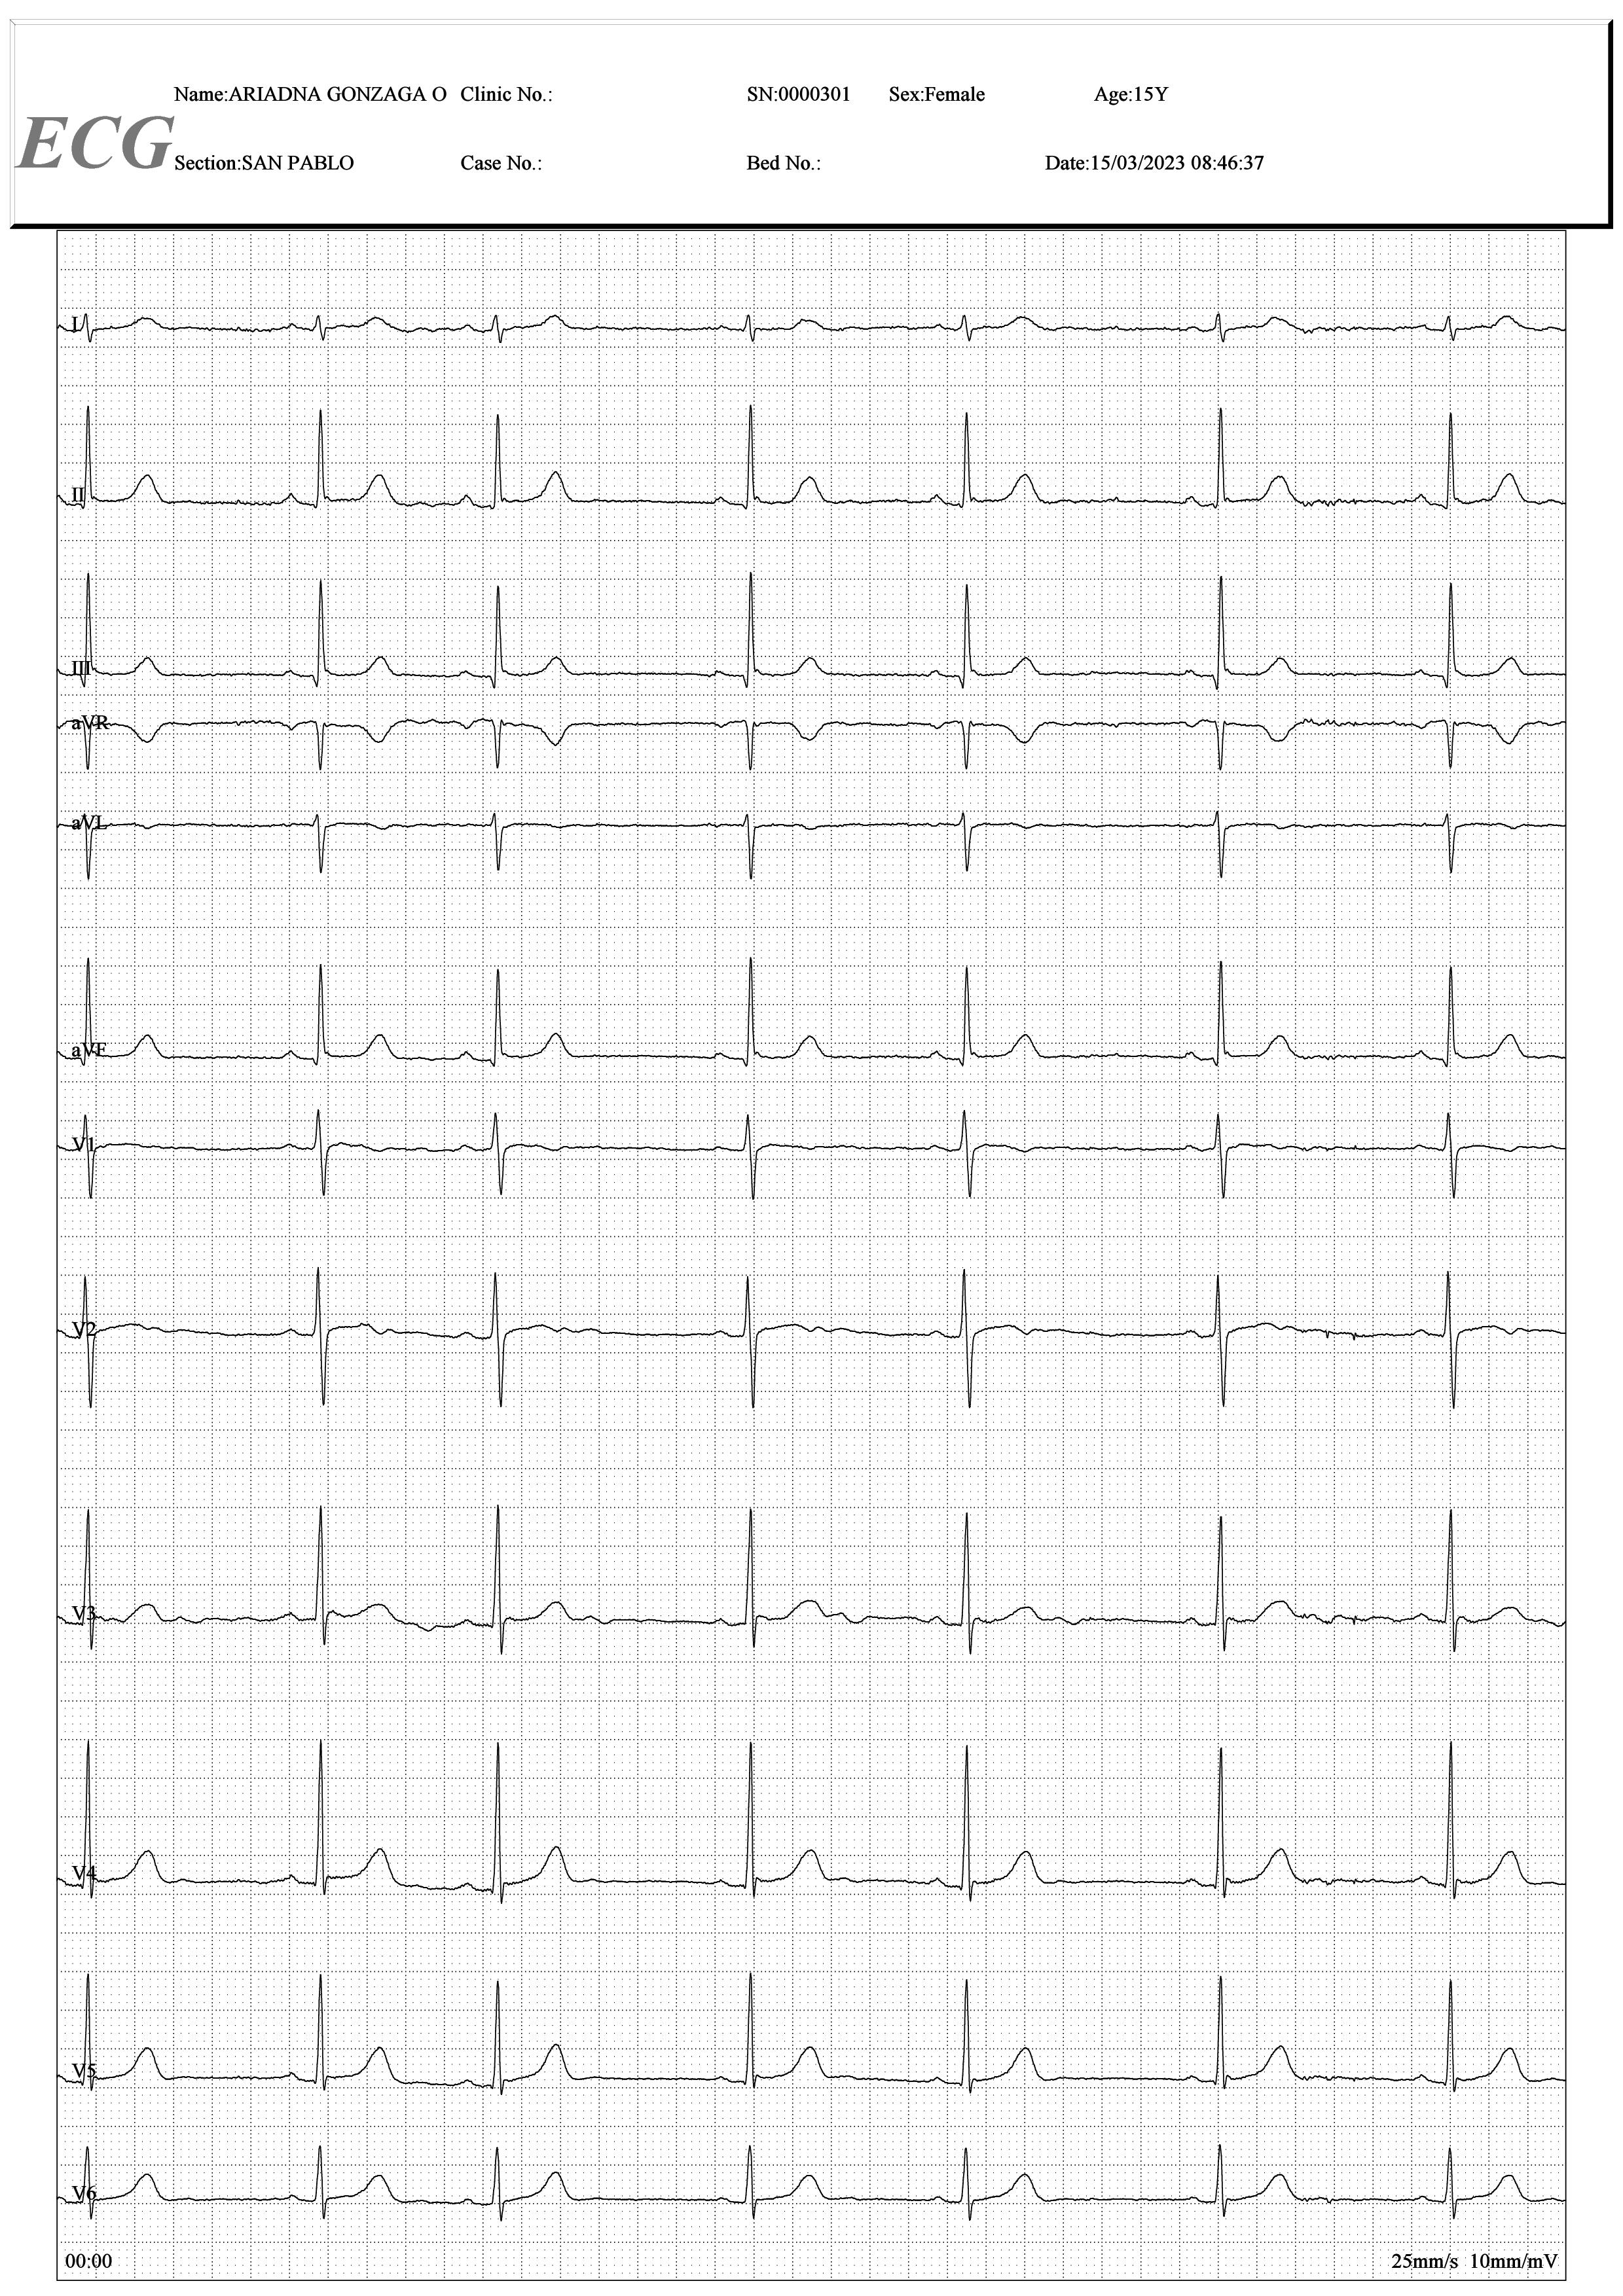 Name:ARIADNA GONZAGA O Clinic No.: SN:0000301 Sex:Female Age:15Y
ECG
Section:SAN PABLO Case No.: Bed No.: Date:15/03/2023 08:46:37
I
II
III
aVR
aVL
aVF
V1
V2
V3
V4
V5
V6
00:00 25mm/s 10mm/mV